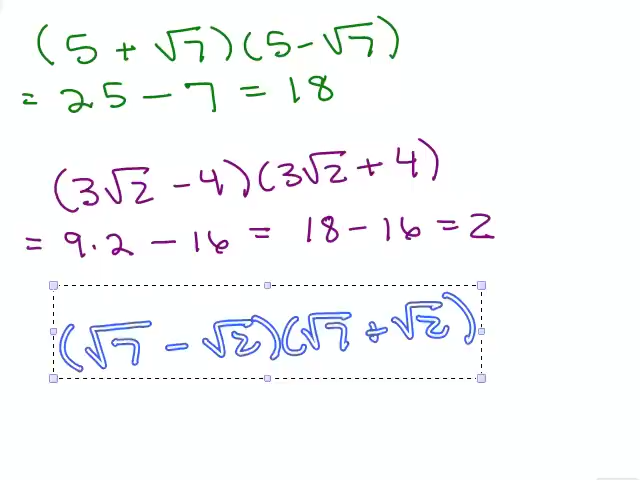 (5 + √7)(5 - √7)
= 25 - 7 = 18
(3√2 - 4)(3√2 + 4)
= 9·2 - 16 = 18 - 16 = 2
(√7 - √2)(√7 + √2)